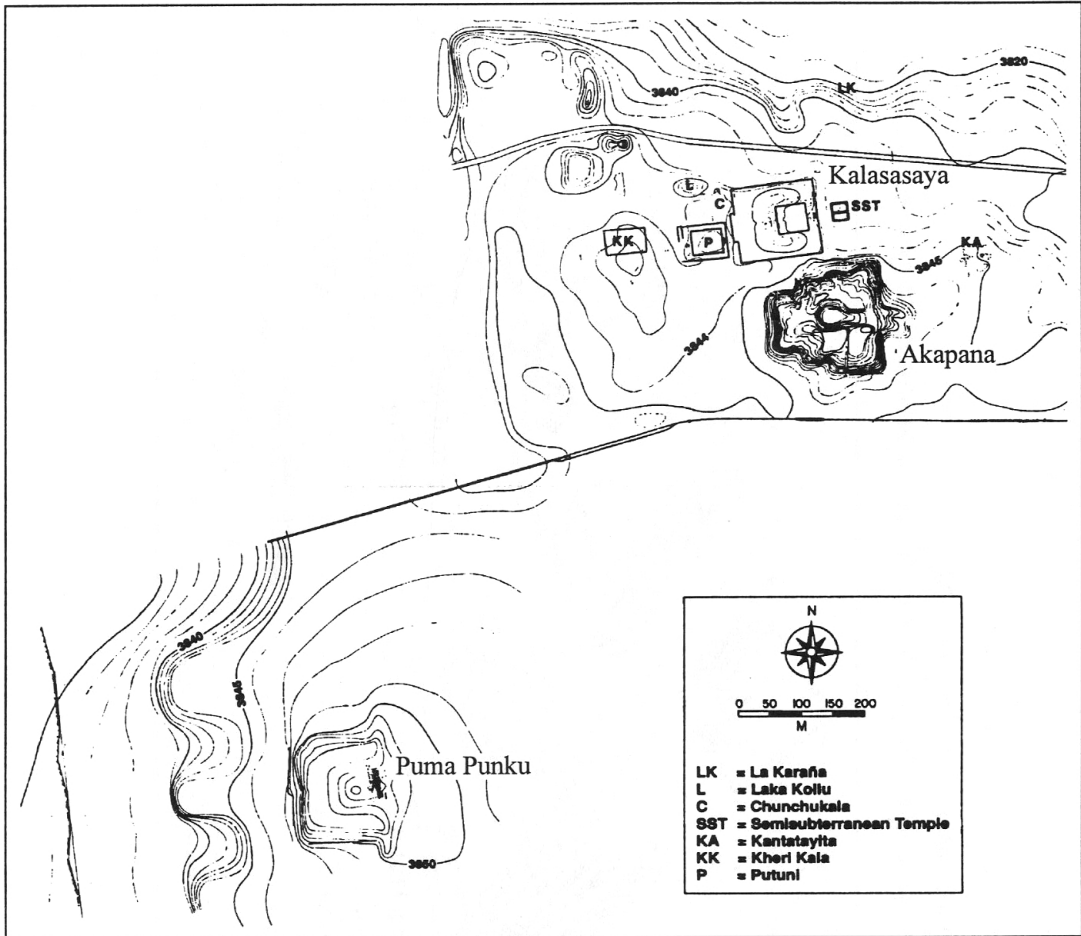 3820
3840
LK
Kalasasaya
L
C
SST
KK
P
KA
3845
3844
Akapana
3840
3845
Puma Punku
3850
N
0 50 100 150 200
M
LK = La Karaña
L = Laka Kollu
C = Chunchukala
SST = Semisubterranean Temple
KA = Kantatayita
KK = Kheri Kala
P = Putuni